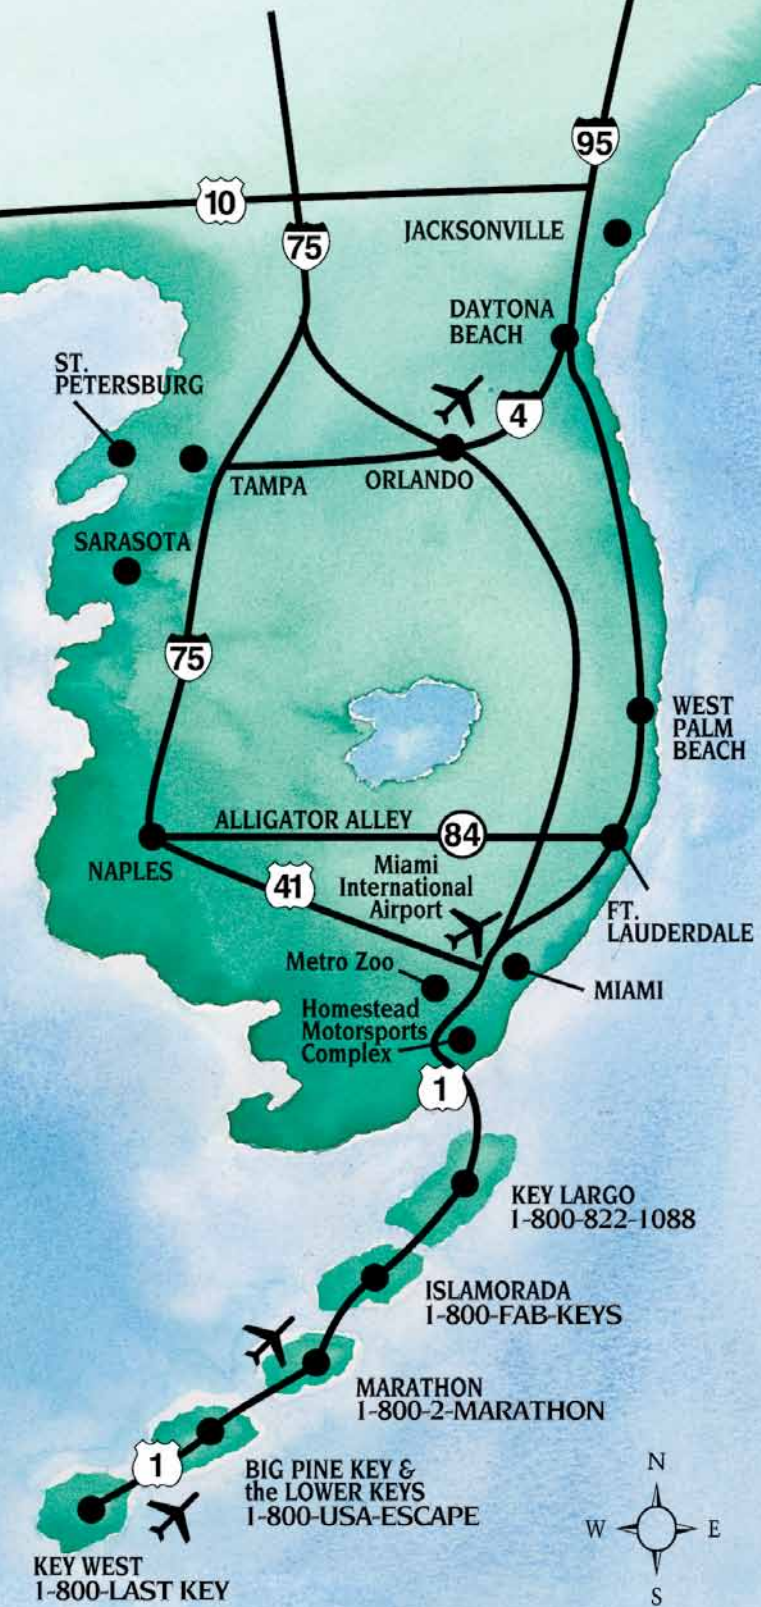 95
10
JACKSONVILLE
75
DAYTONA
BEACH
ST.
PETERSBURG
4
TAMPA
ORLANDO
SARASOTA
75
WEST
PALM
BEACH
ALLIGATOR ALLEY
84
NAPLES
41
Miami
International
Airport
FT.
LAUDERDALE
Metro Zoo
MIAMI
Homestead
Motorsports
Complex
1
KEY LARGO
1-800-822-1088
ISLAMORADA
1-800-FAB-KEYS
MARATHON
1-800-2-MARATHON
1
BIG PINE KEY &
the LOWER KEYS
1-800-USA-ESCAPE
KEY WEST
1-800-LAST KEY
N
W
E
S